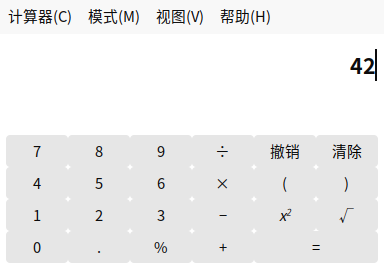 计算器(C) 模式(M) 视图(V) 帮助(H)
42
7 8 9 ÷ 撤销 清除
4 5 6 × ( )
1 2 3 − x² √
0 . % + =